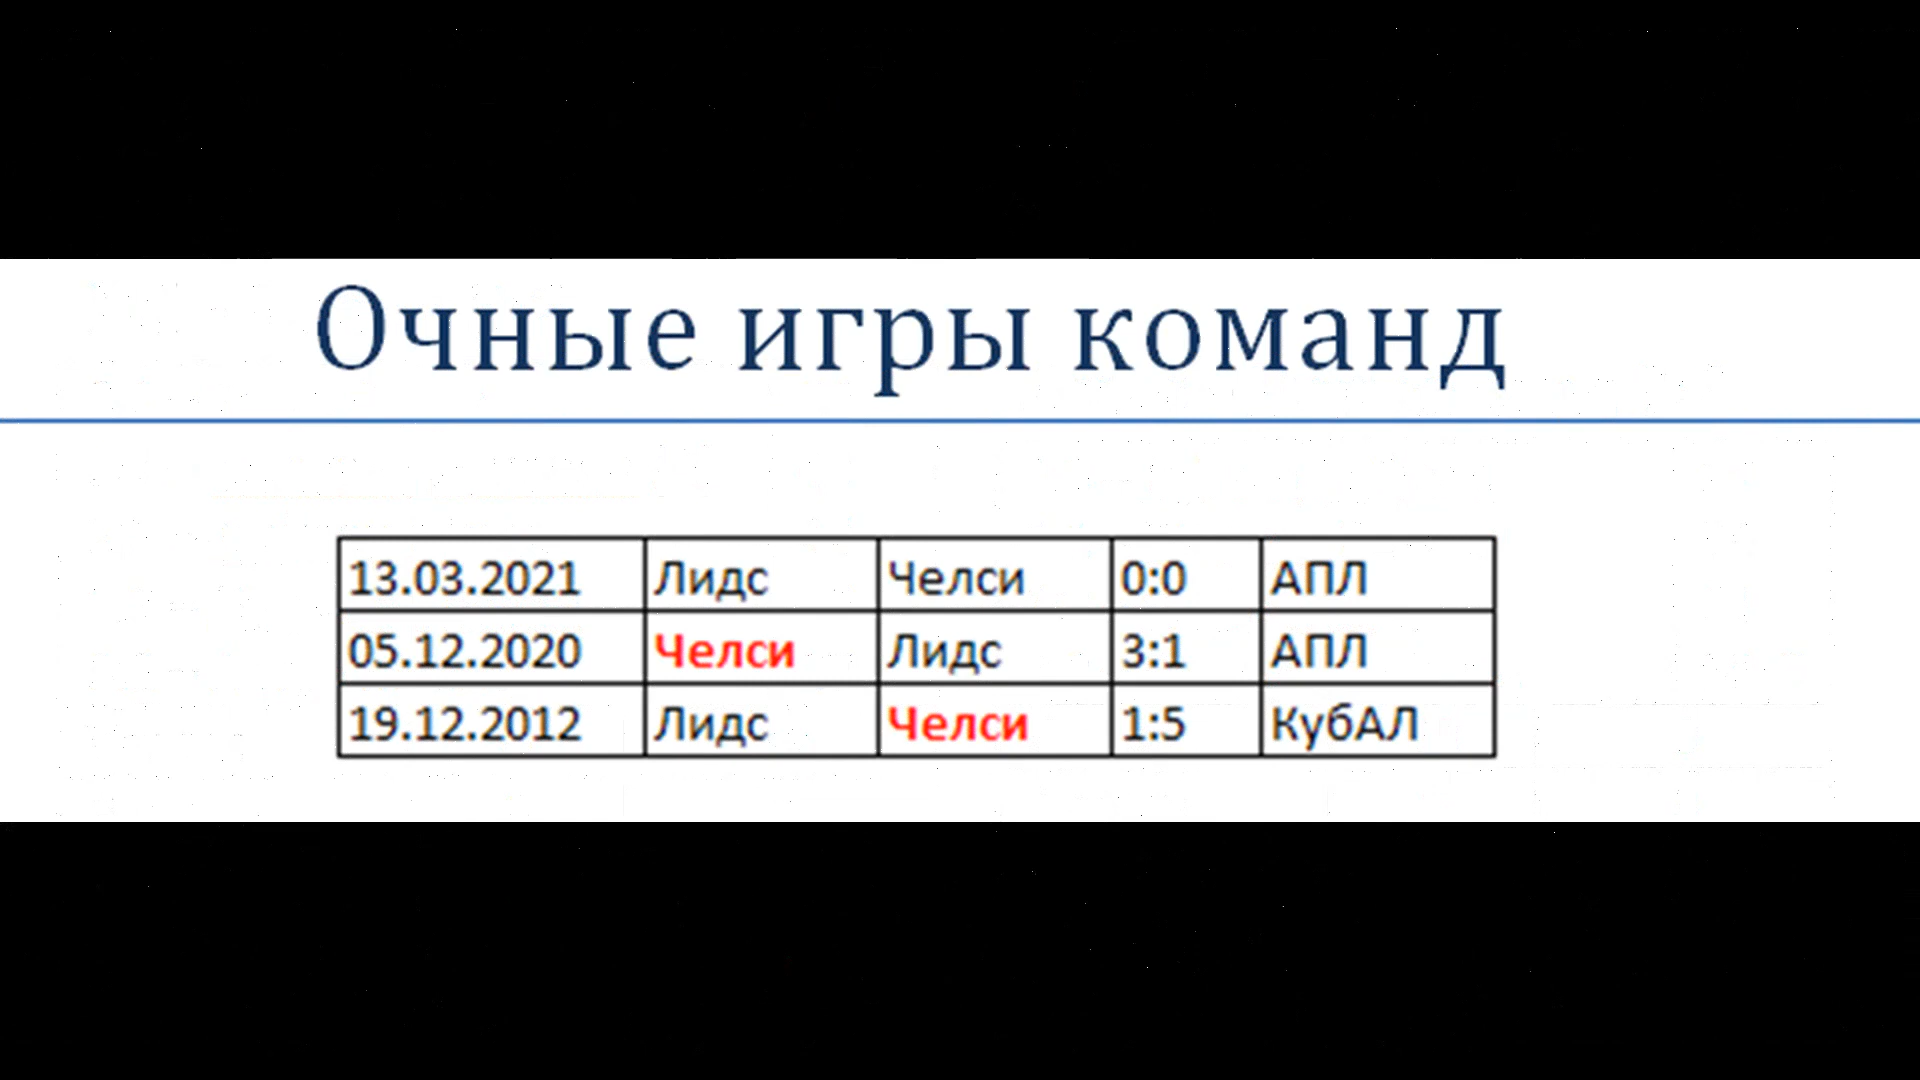 Очные игры команд
13.03.2021 Лидс Челси 0:0 АПЛ
05.12.2020 Челси Лидс 3:1 АПЛ
19.12.2012 Лидс Челси 1:5 КубАЛ